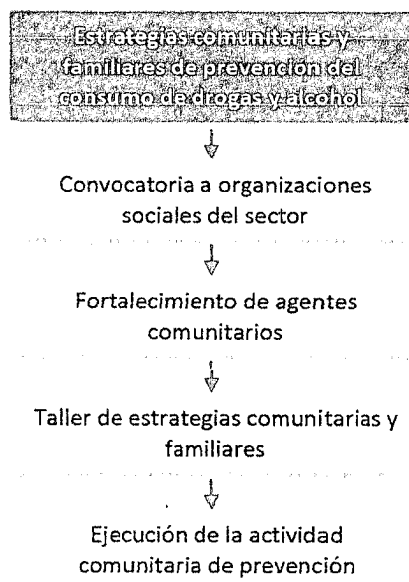 Estrategias comunitarias y
familiares de prevención del
consumo de drogas y alcohol
Convocatoria a organizaciones
sociales del sector
Fortalecimiento de agentes
comunitarios
Taller de estrategias comunitarias y
familiares
Ejecución de la actividad
comunitaria de prevención